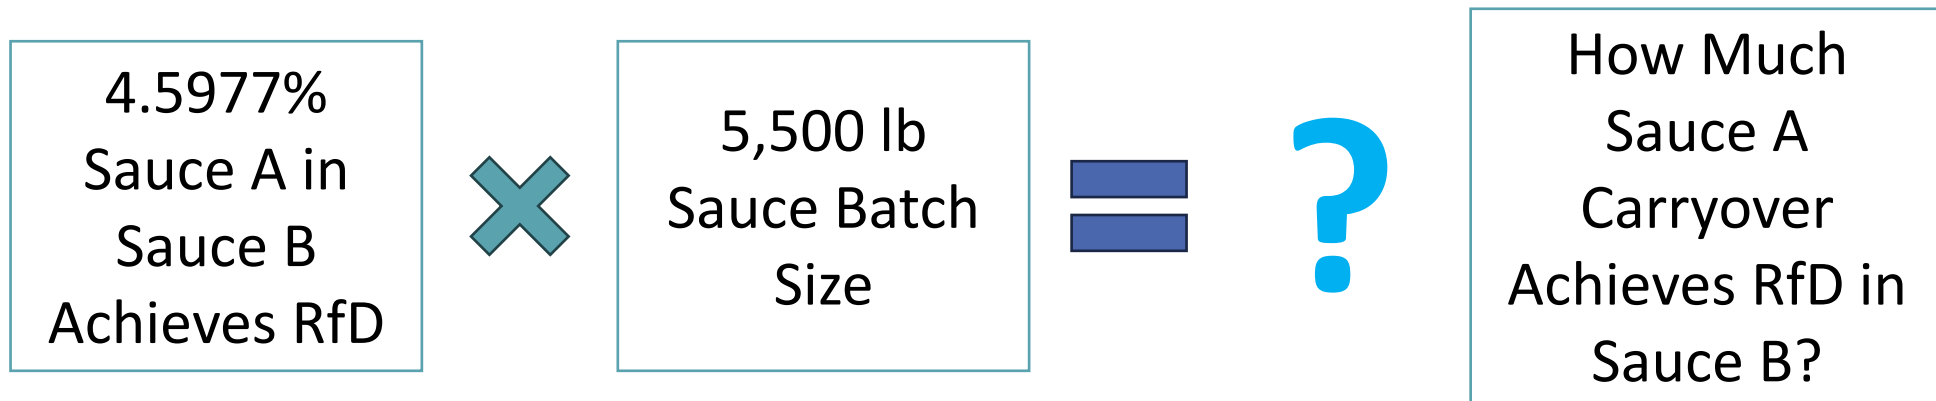 4.5977%
Sauce A in
Sauce B
Achieves RfD
5,500 lb
Sauce Batch
Size
?
How Much
Sauce A
Carryover
Achieves RfD in
Sauce B?